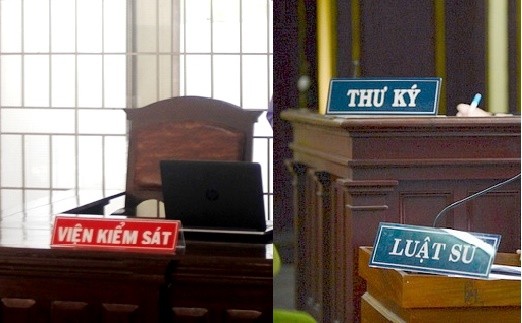 VIỆN KIỂM SÁT
THƯ KÝ
LUẬT SƯ